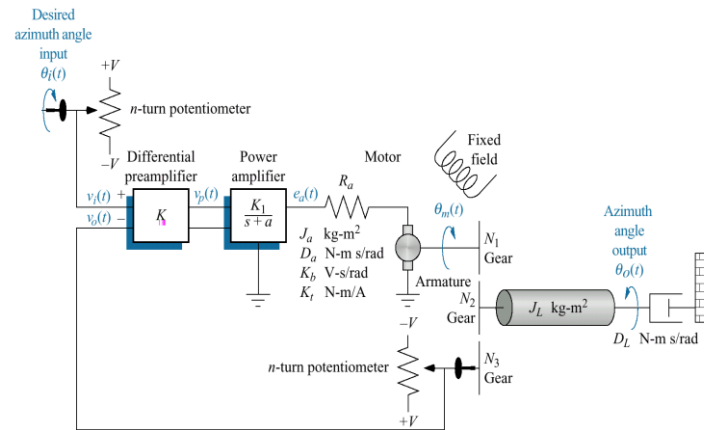 Desired
azimuth angle
input
θi(t)
+V
n-turn potentiometer
−V
Differential
preamplifier
Power
amplifier
Motor
Fixed
field
vi(t) +
vo(t) −
K
vp(t)
K1
s + a
ea(t)
Ra
θm(t)
Ja kg-m²
Da N-m s/rad
Kb V-s/rad
Kt N-m/A
Armature
N1
Gear
N2
Gear
Azimuth
angle
output
θo(t)
JL kg-m²
DL N-m s/rad
−V
n-turn potentiometer
+V
N3
Gear